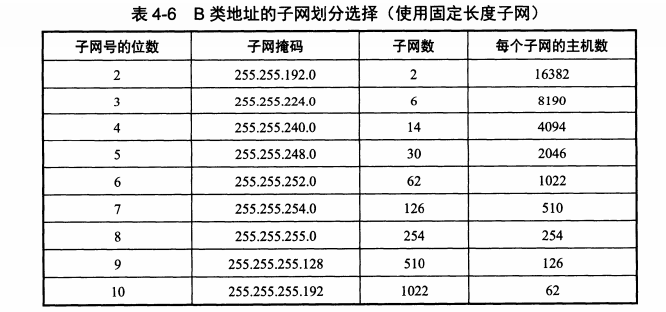 表 4-6 B 类地址的子网划分选择（使用固定长度子网）
子网号的位数 子网掩码 子网数 每个子网的主机数
2 255.255.192.0 2 16382
3 255.255.224.0 6 8190
4 255.255.240.0 14 4094
5 255.255.248.0 30 2046
6 255.255.252.0 62 1022
7 255.255.254.0 126 510
8 255.255.255.0 254 254
9 255.255.255.128 510 126
10 255.255.255.192 1022 62